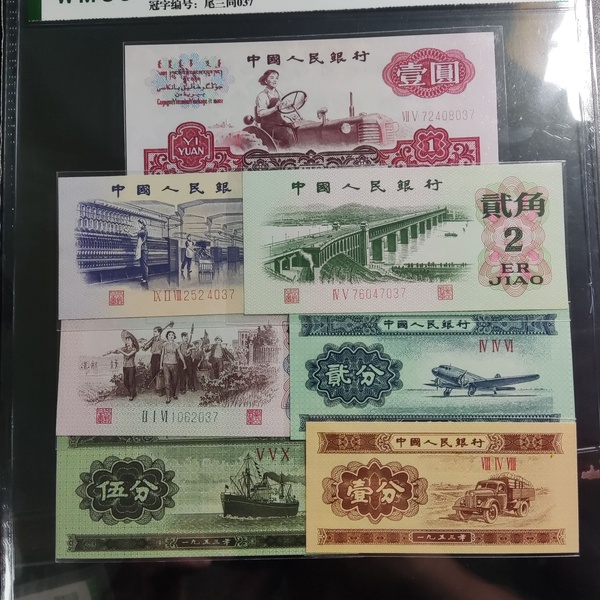 冠字编号：尾三同037
中國人民銀行
壹圓
VII V 72408037
YI
YUAN
1
中國人民銀
IX II VIII 2524037
中國人民銀行
貳角
2
ER
JIAO
IV V 76047037
II I VI 1062037
中國人民銀行
IV IV VI
貳分
V V X
伍分
一九五三年
中國人民銀行
VIII IV VIII
壹分
一九五三年